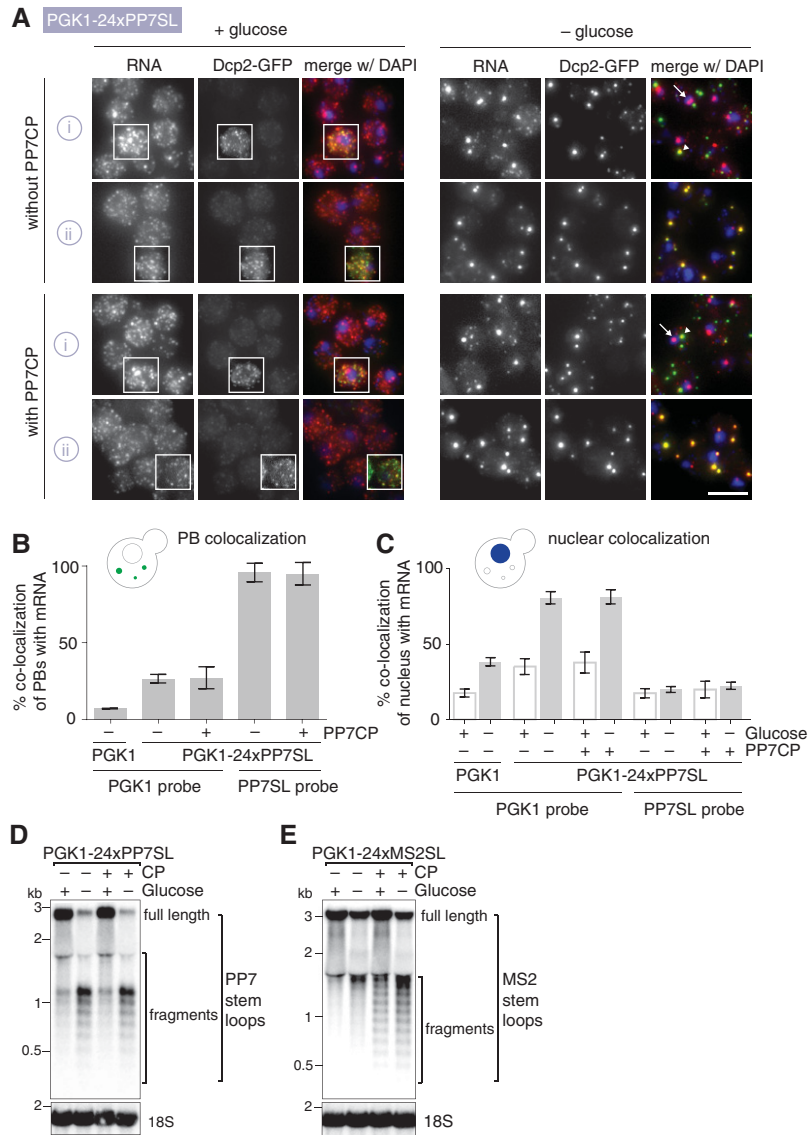 A
PGK1-24xPP7SL
+ glucose
– glucose
RNA Dcp2-GFP merge w/ DAPI
RNA Dcp2-GFP merge w/ DAPI
without PP7CP
i
ii
with PP7CP
i
ii
B
PB colocalization
% co-localization
of PBs with mRNA
100
50
0
– – + – + PP7CP
PGK1 PGK1-24xPP7SL
PGK1 probe PP7SL probe
C
nuclear colocalization
% co-localization
of nucleus with mRNA
100
50
0
+ – + – + – + – + – Glucose
– – – – + + – – + + PP7CP
PGK1 PGK1-24xPP7SL
PGK1 probe PP7SL probe
D
PGK1-24xPP7SL
– – + + CP
+ – + – Glucose
kb
3
2
1
0.5
2
full length
fragments
PP7
stem
loops
18S
E
PGK1-24xMS2SL
– – + + CP
+ – + – Glucose
kb
3
2
1
0.5
2
full length
fragments
MS2
stem
loops
18S